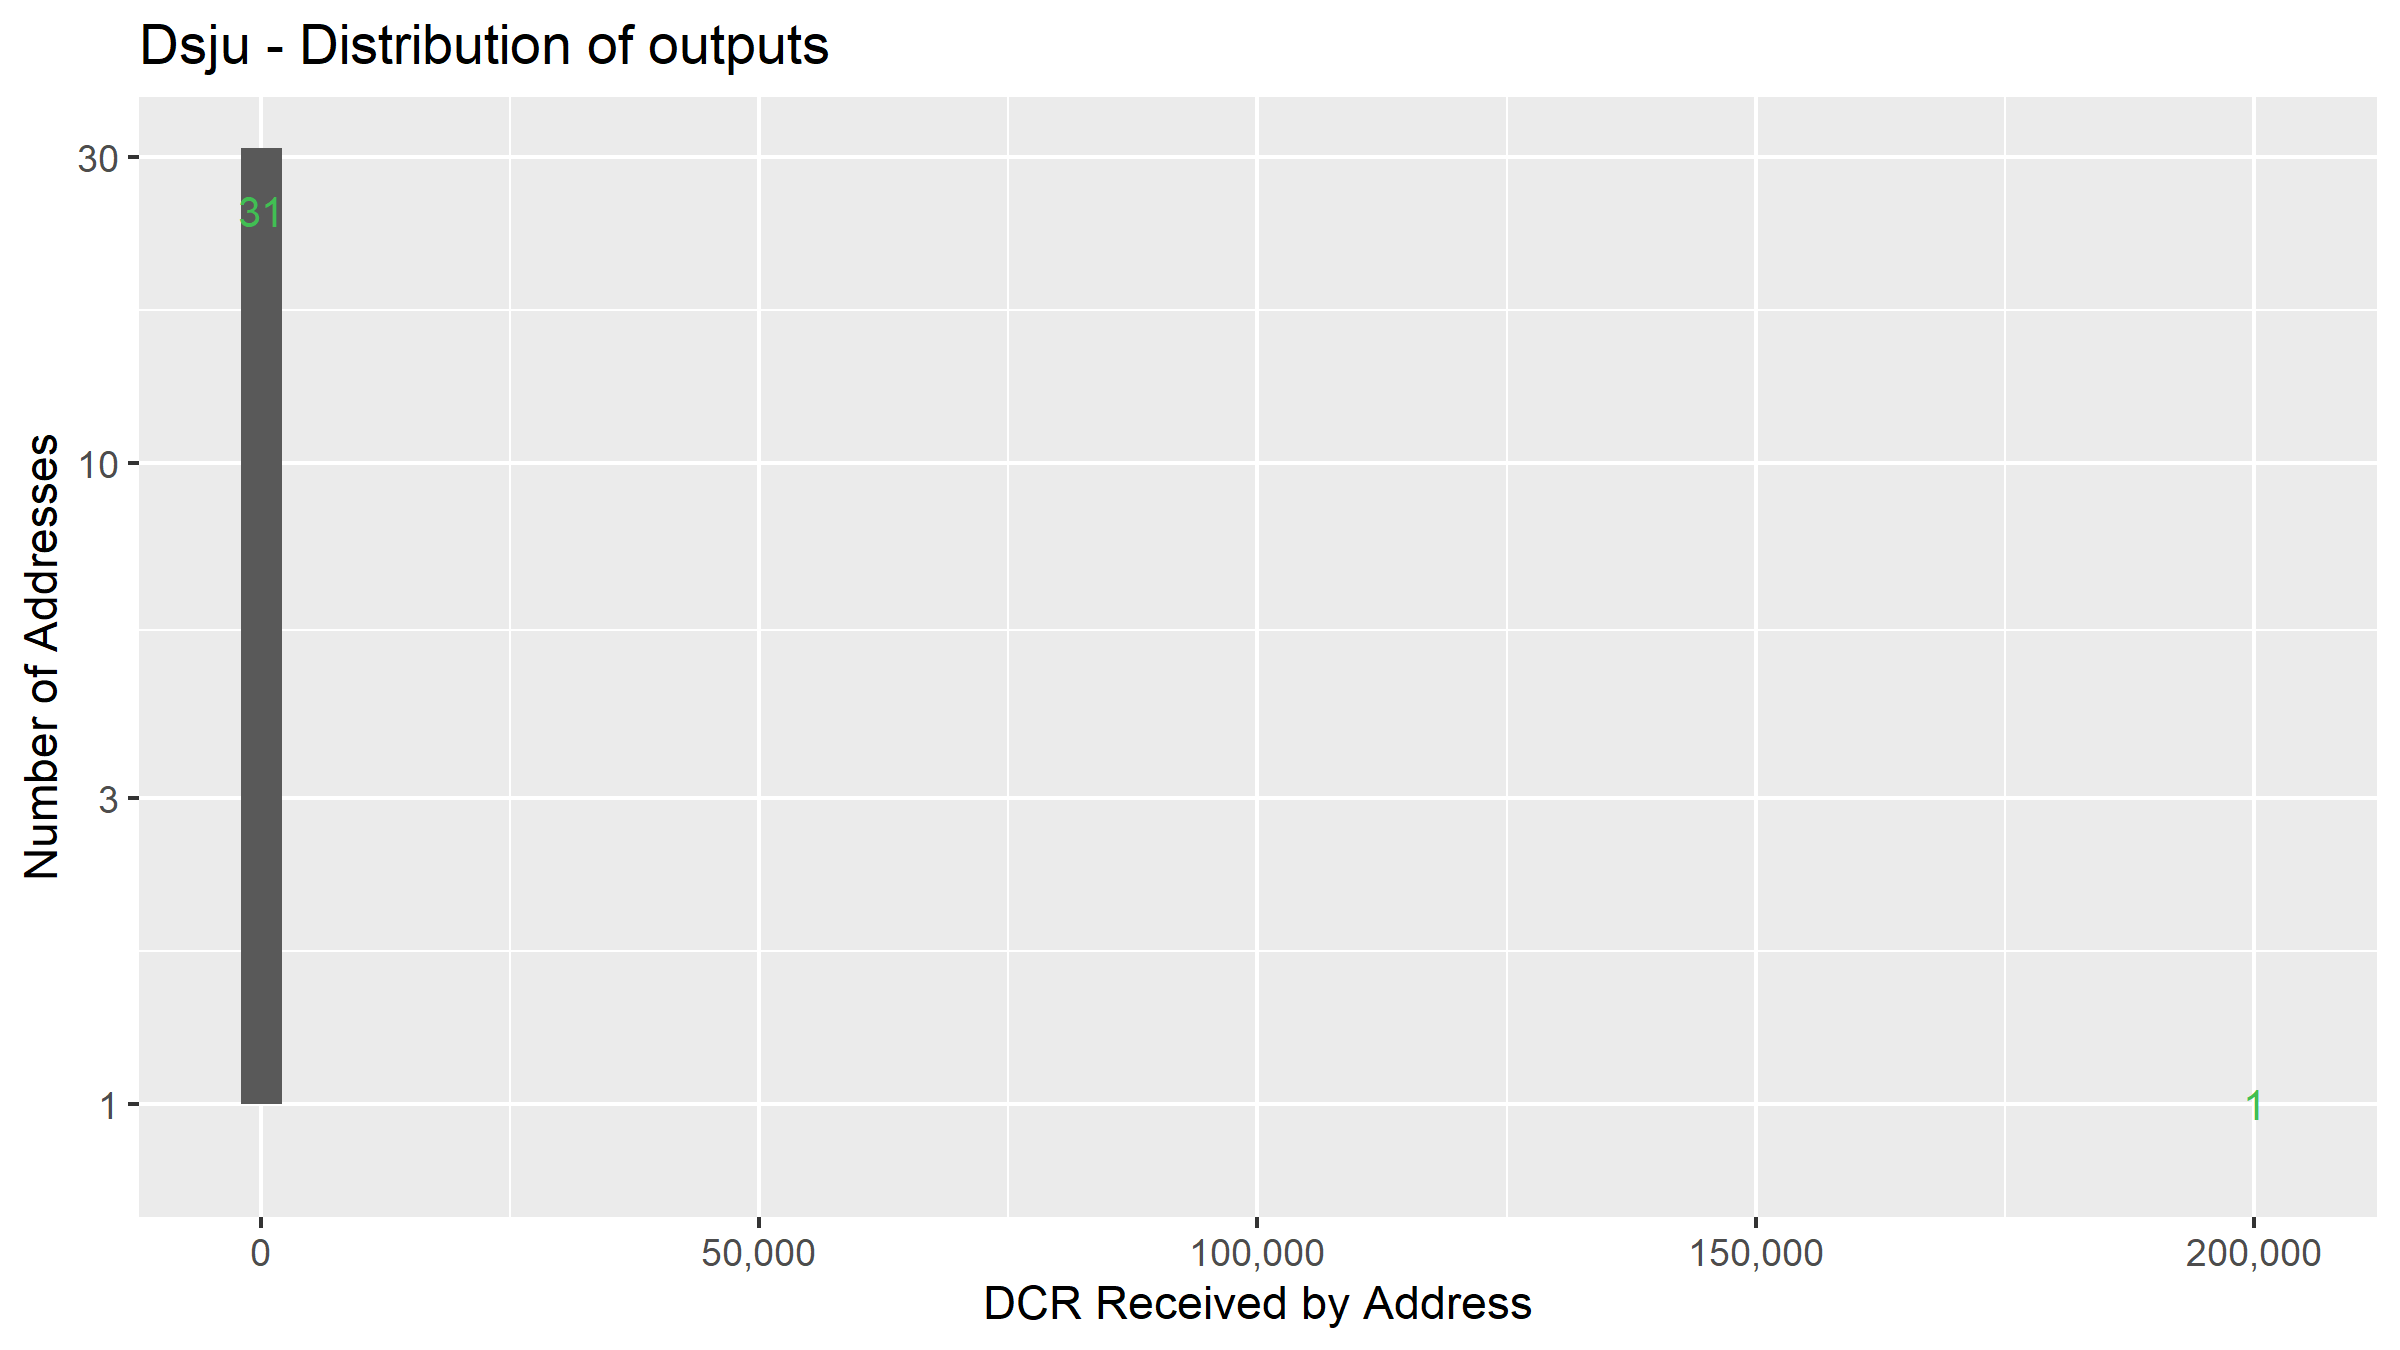 Dsju - Distribution of outputs
Number of Addresses
30
10
3
1
31
1
0 50,000 100,000 150,000 200,000
DCR Received by Address